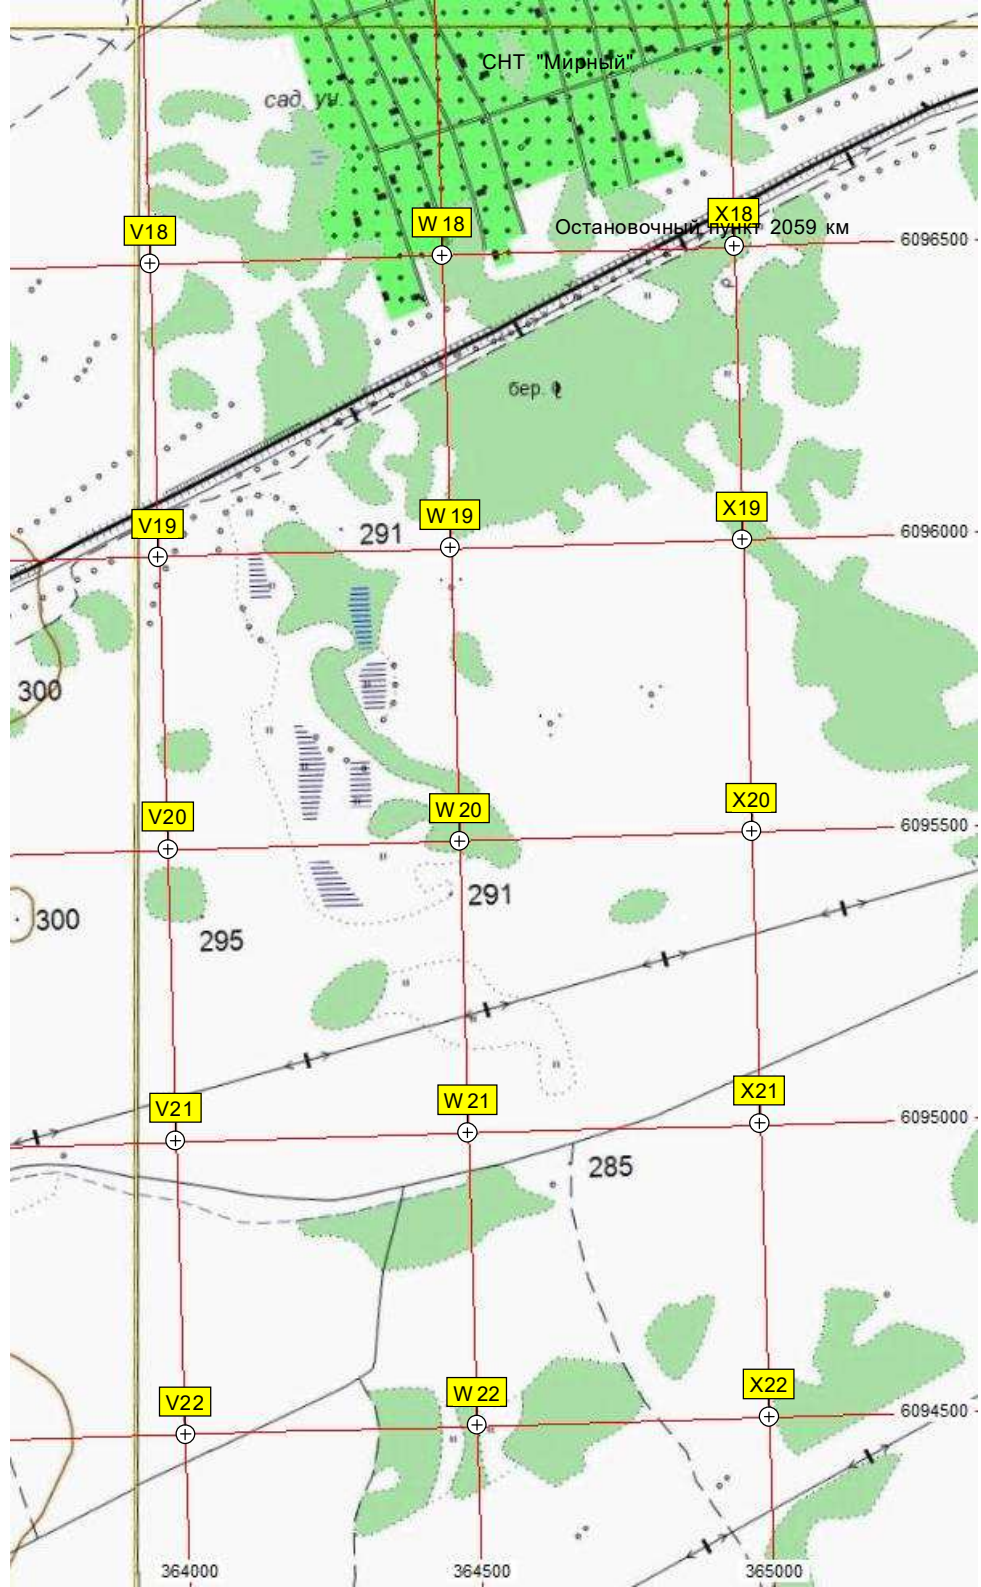 СНТ "Мирный"
сад. уч.
V18
W 18
X18
Остановочный пункт 2059 км
6096500
бер.
V19
291
W 19
X19
6096000
300
V20
W 20
X20
6095500
300
295
291
V21
W 21
X21
6095000
285
V22
W 22
X22
6094500
364000
364500
365000